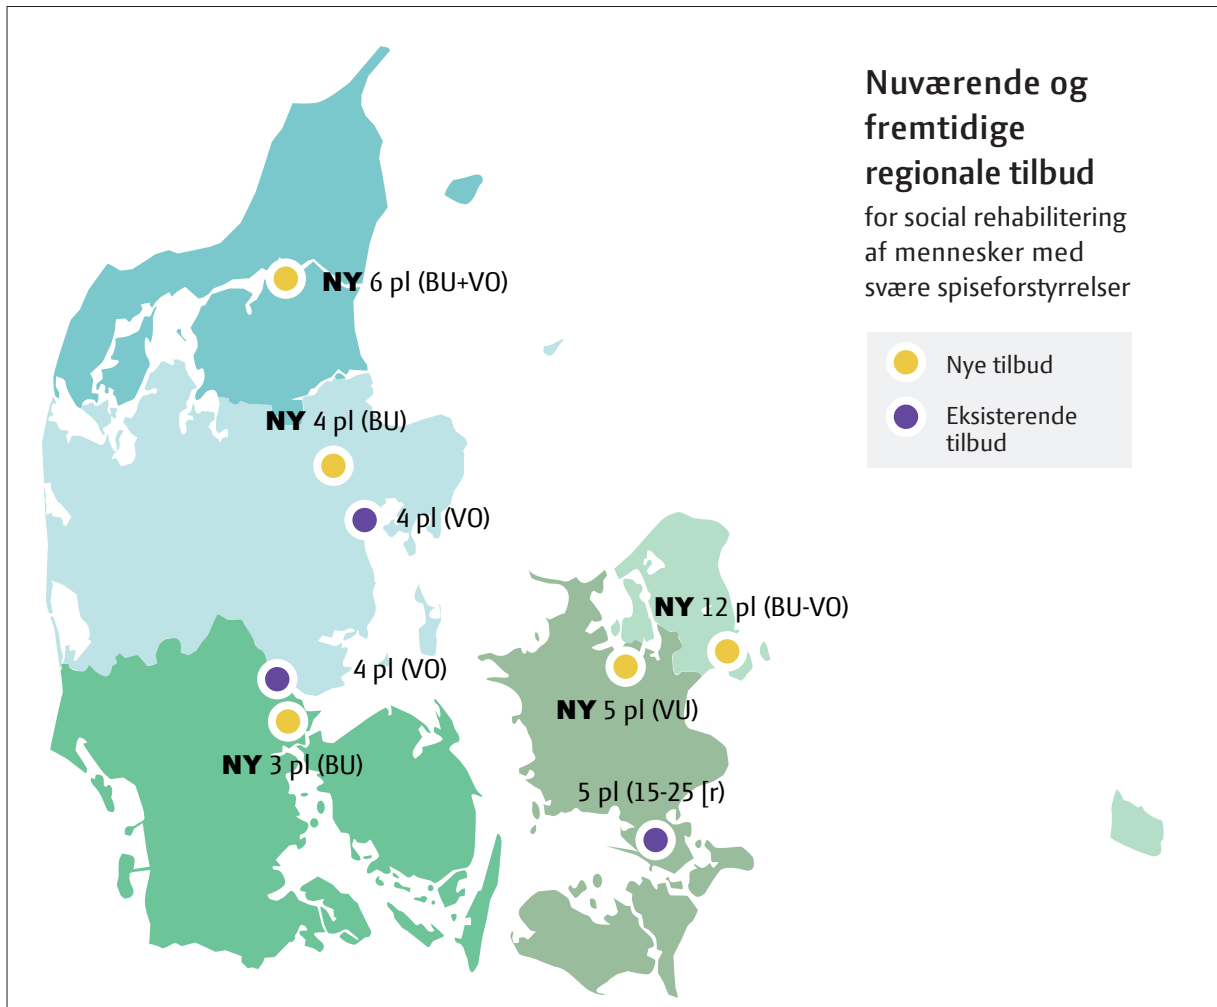 Nuværende og
fremtidige
regionale tilbud
for social rehabilitering
af mennesker med
svære spiseforstyrrelser
Nye tilbud
Eksisterende
tilbud
NY 6 pl (BU+VO)
NY 4 pl (BU)
4 pl (VO)
NY 12 pl (BU-VO)
4 pl (VO)
NY 5 pl (VU)
NY 3 pl (BU)
5 pl (15-25 [r)